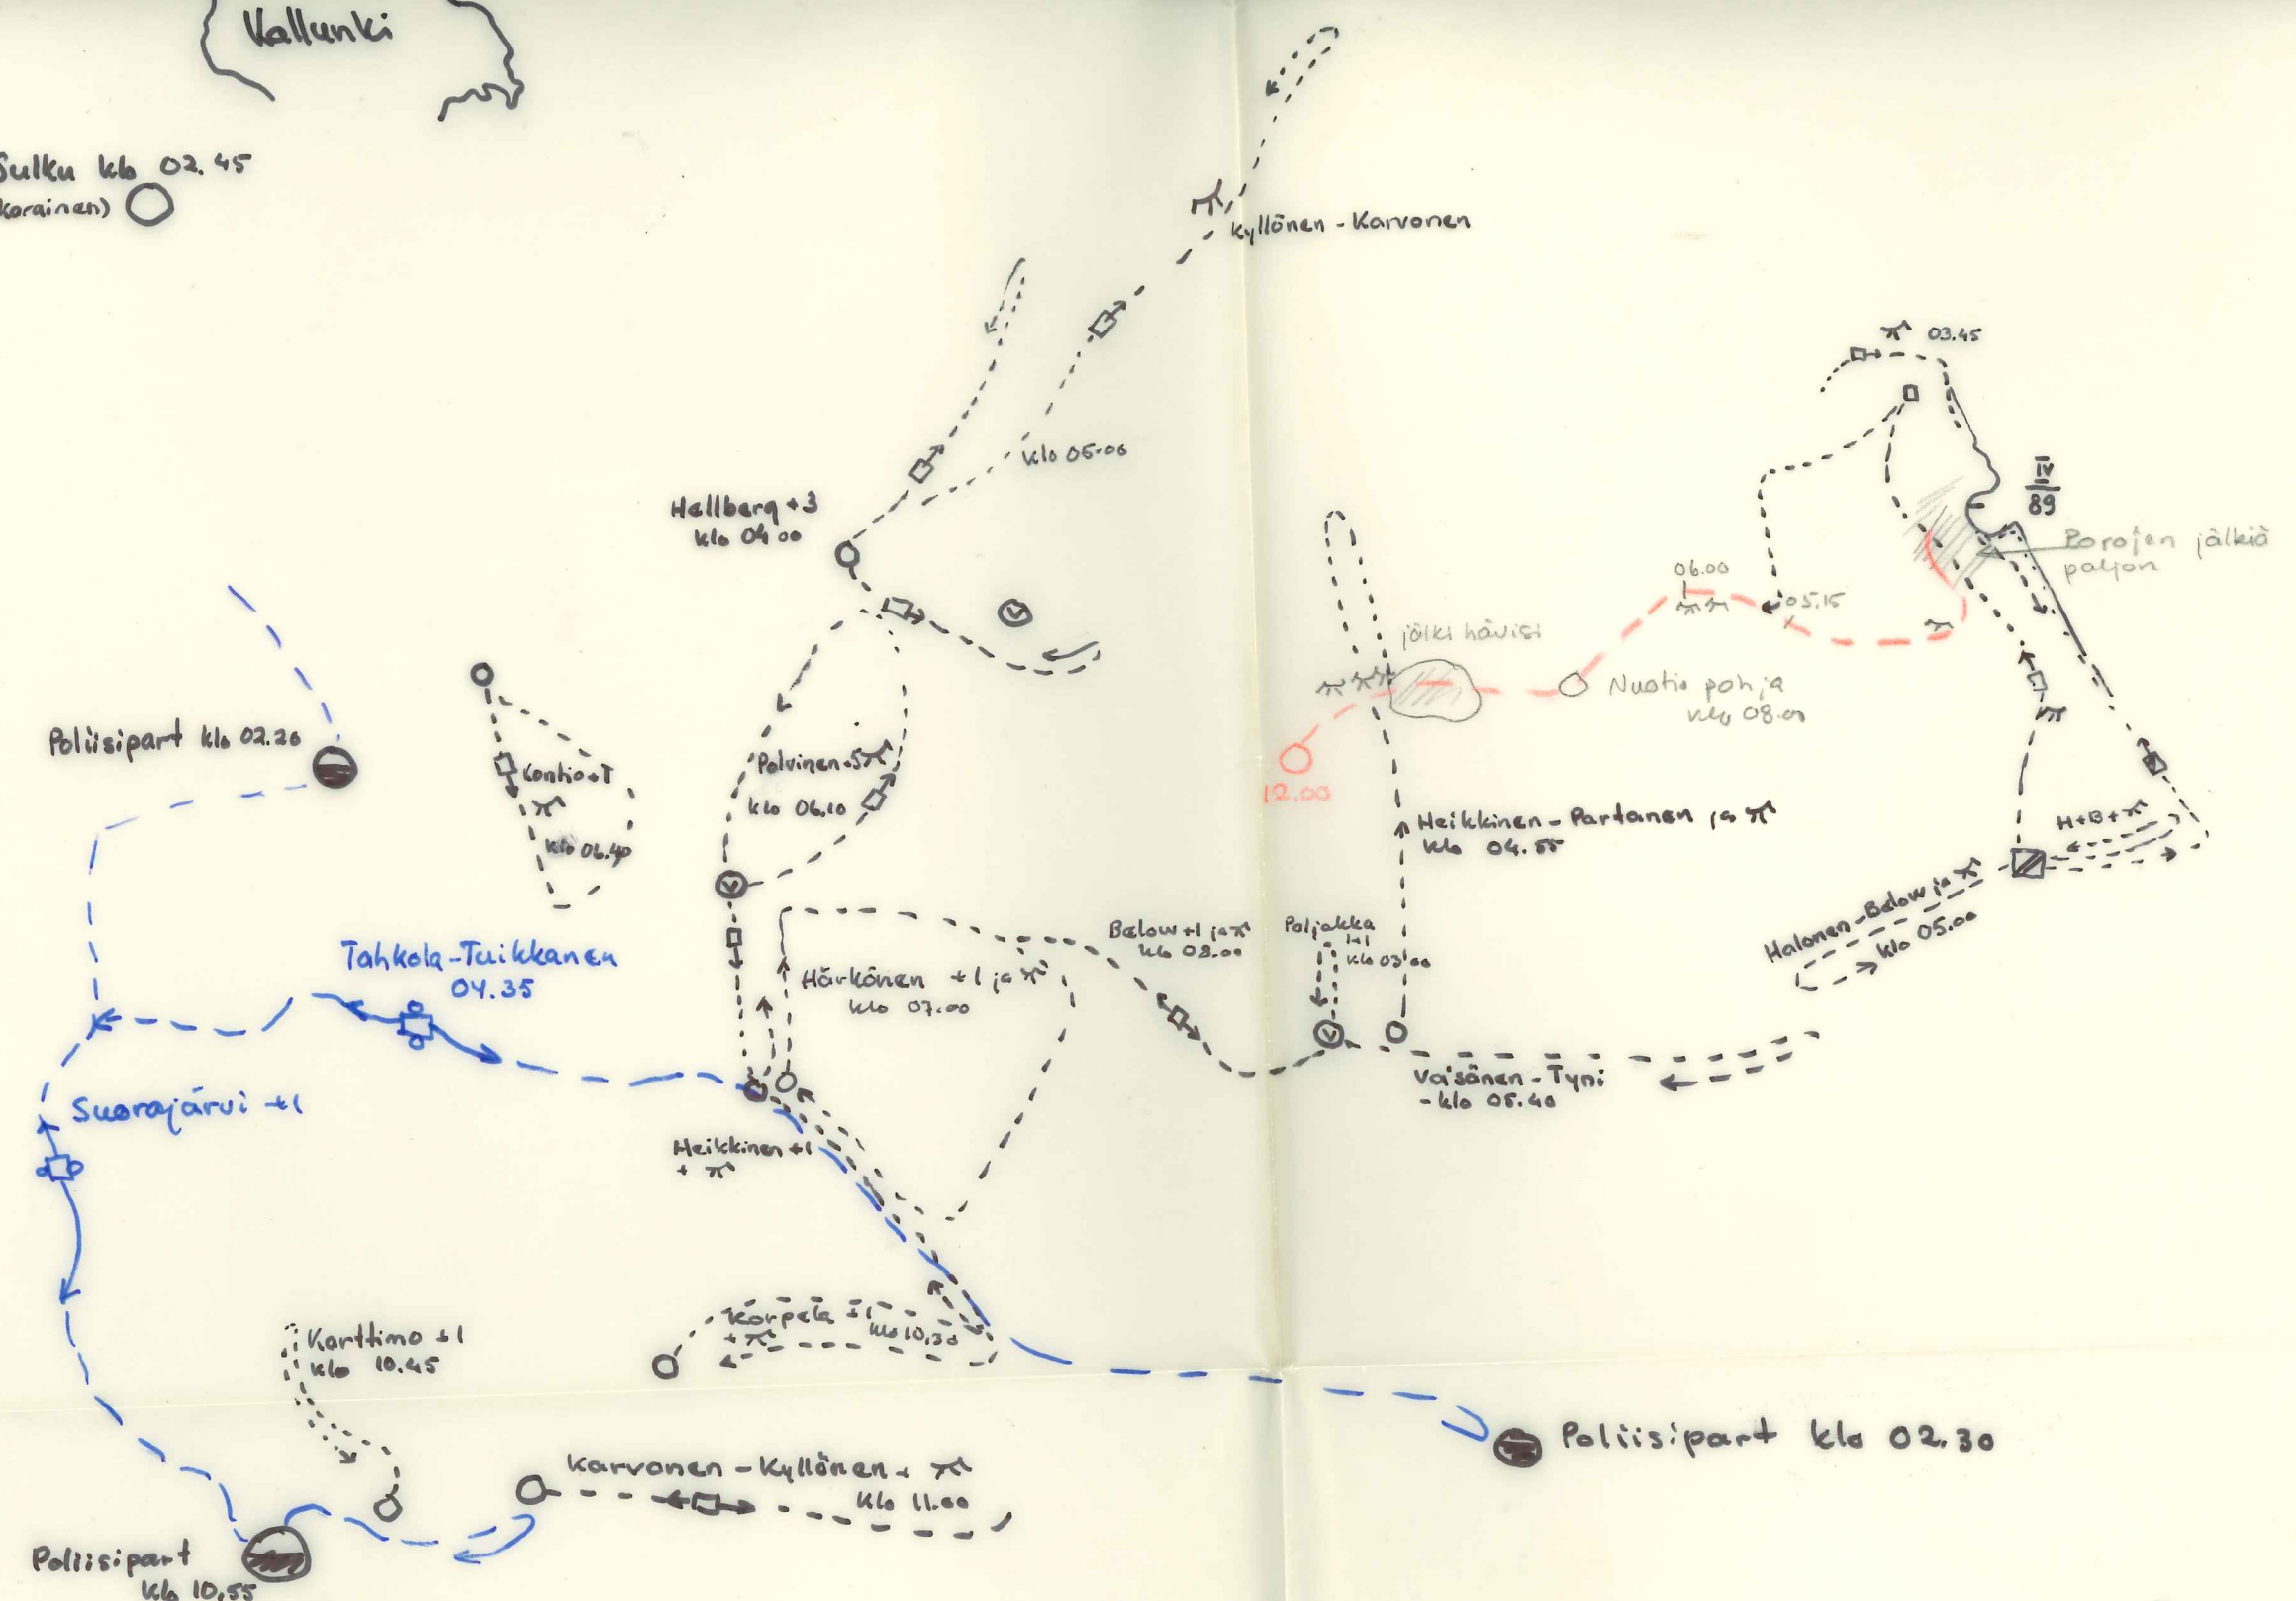 Kallunki
Sulku klo 02.45
Korainen)
Kyllönen - Karvonen
03.45
klo 05.00
Hellberg +3
klo 04 00
IV
89
Porojen jälkiä
paljon
06.00
05.15
jälki hävisi
Nuotio pohja
klo 08.00
12.00
Poliisipart klo 02.20
Kontio+1
klo 06.40
Polvinen+5
klo 06.10
Heikkinen - Partanen ja
klo 04.55
H+B+
Halonen-Below ja
klo 05.00
Tahkola-Tuikkanen
04.35
Below+1 ja
klo 08.00
Poljakka
+1
klo 03.00
Härkönen +1 ja
klo 07.00
Väisänen - Tyni
- klo 05.40
Suorajärvi +1
Heikkinen +1
+
Korpela +1
+
klo 10.30
Karttimo +1
klo 10.45
Poliisipart klo 02.30
Karvonen - Kyllönen +
klo 11.00
Poliisipart
klo 10.55